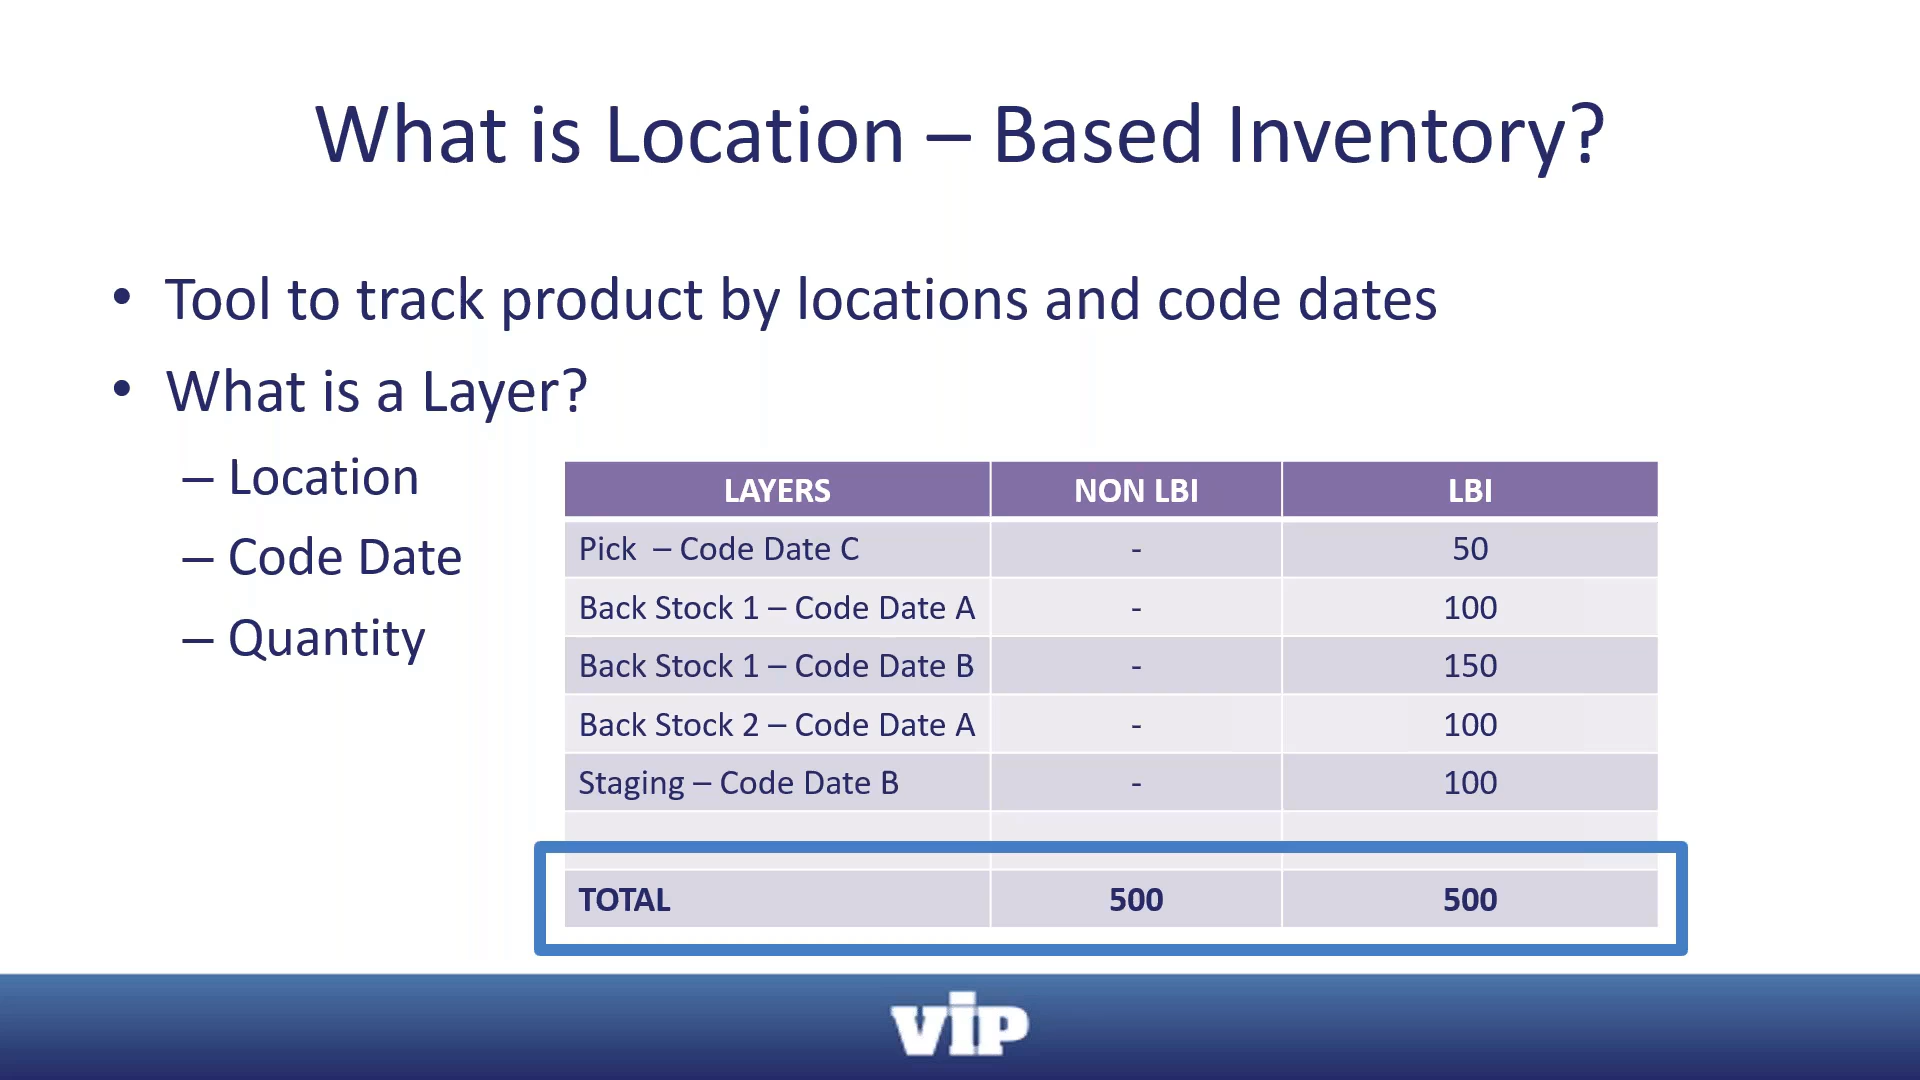 What is Location – Based Inventory?
• Tool to track product by locations and code dates
• What is a Layer?
– Location
– Code Date
– Quantity
LAYERS NON LBI LBI
Pick – Code Date C - 50
Back Stock 1 – Code Date A - 100
Back Stock 1 – Code Date B - 150
Back Stock 2 – Code Date A - 100
Staging – Code Date B - 100
TOTAL 500 500
vip